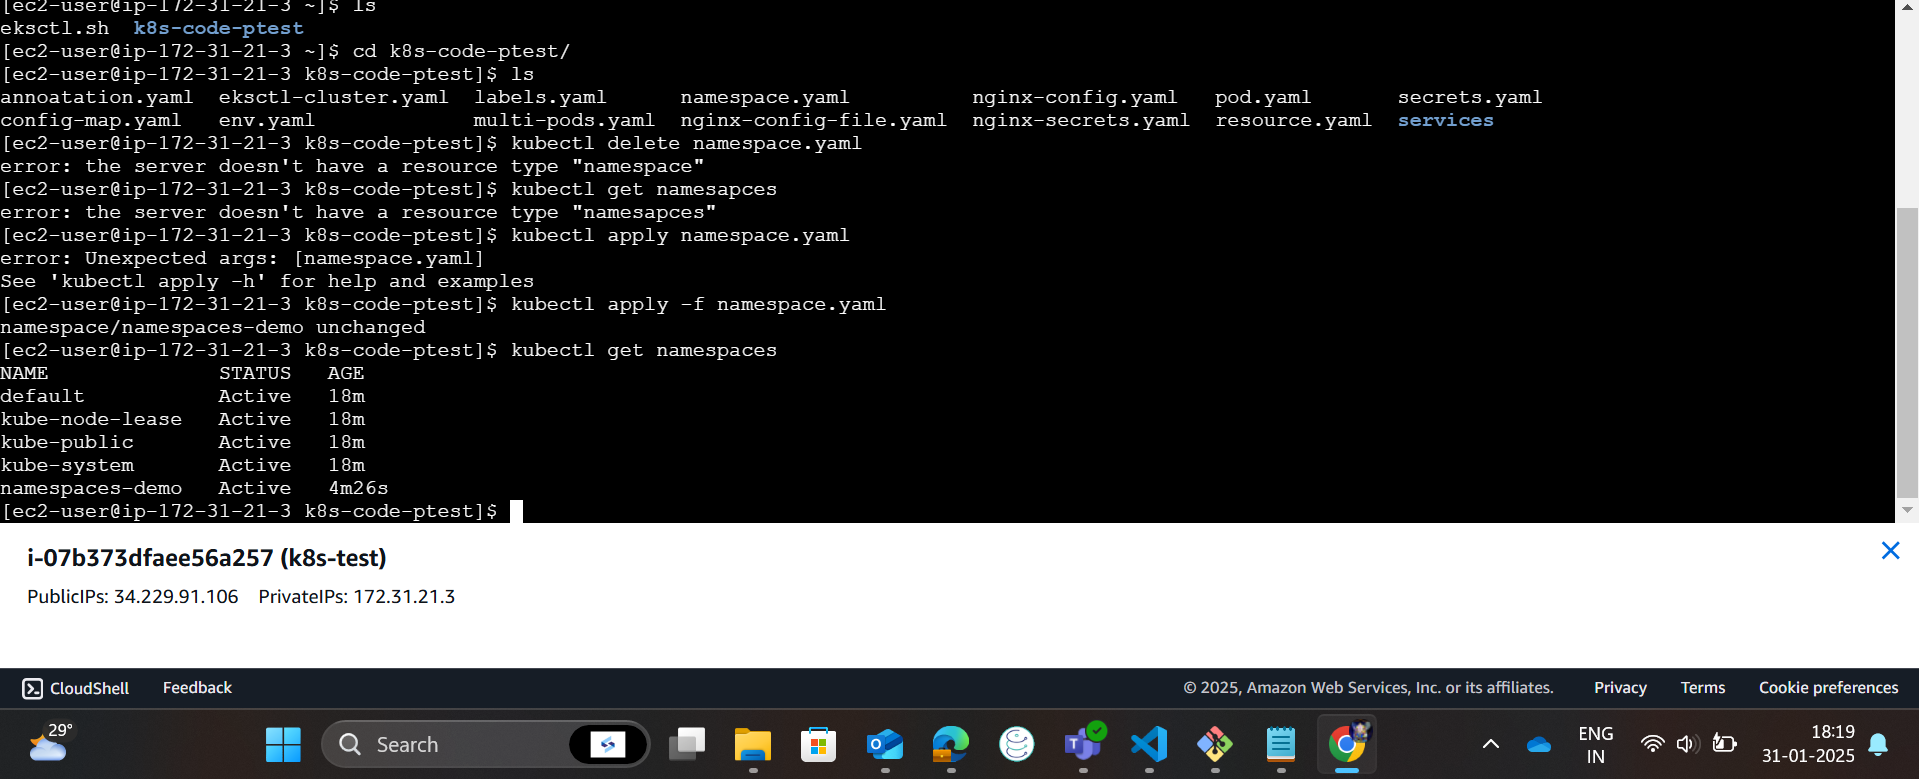 [ec2-user@ip-172-31-21-3 ~]$ ls
eksctl.sh  k8s-code-ptest
[ec2-user@ip-172-31-21-3 ~]$ cd k8s-code-ptest/
[ec2-user@ip-172-31-21-3 k8s-code-ptest]$ ls
annoatation.yaml  eksctl-cluster.yaml  labels.yaml      namespace.yaml          nginx-config.yaml   pod.yaml       secrets.yaml
config-map.yaml   env.yaml             multi-pods.yaml  nginx-config-file.yaml  nginx-secrets.yaml  resource.yaml  services
[ec2-user@ip-172-31-21-3 k8s-code-ptest]$ kubectl delete namespace.yaml
error: the server doesn't have a resource type "namespace"
[ec2-user@ip-172-31-21-3 k8s-code-ptest]$ kubectl get namesapces
error: the server doesn't have a resource type "namesapces"
[ec2-user@ip-172-31-21-3 k8s-code-ptest]$ kubectl apply namespace.yaml
error: Unexpected args: [namespace.yaml]
See 'kubectl apply -h' for help and examples
[ec2-user@ip-172-31-21-3 k8s-code-ptest]$ kubectl apply -f namespace.yaml
namespace/namespaces-demo unchanged
[ec2-user@ip-172-31-21-3 k8s-code-ptest]$ kubectl get namespaces
NAME              STATUS   AGE
default           Active   18m
kube-node-lease   Active   18m
kube-public       Active   18m
kube-system       Active   18m
namespaces-demo   Active   4m26s
[ec2-user@ip-172-31-21-3 k8s-code-ptest]$
i-07b373dfaee56a257 (k8s-test)
PublicIPs: 34.229.91.106    PrivateIPs: 172.31.21.3
CloudShell    Feedback    © 2025, Amazon Web Services, Inc. or its affiliates.    Privacy    Terms    Cookie preferences
29°    Search    ENG    18:19
IN    31-01-2025